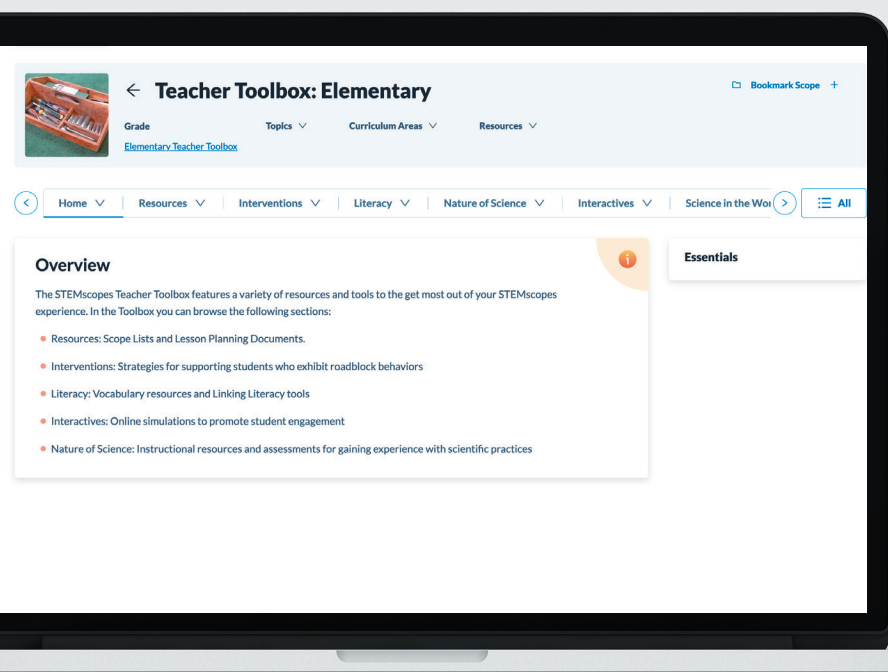 ← Teacher Toolbox: Elementary
Bookmark Scope +
Grade Topics Curriculum Areas Resources
Elementary Teacher Toolbox
Home Resources Interventions Literacy Nature of Science Interactives Science in the Wo All
Overview
The STEMscopes Teacher Toolbox features a variety of resources and tools to the get most out of your STEMscopes
experience. In the Toolbox you can browse the following sections:
Resources: Scope Lists and Lesson Planning Documents.
Interventions: Strategies for supporting students who exhibit roadblock behaviors
Literacy: Vocabulary resources and Linking Literacy tools
Interactives: Online simulations to promote student engagement
Nature of Science: Instructional resources and assessments for gaining experience with scientific practices
Essentials